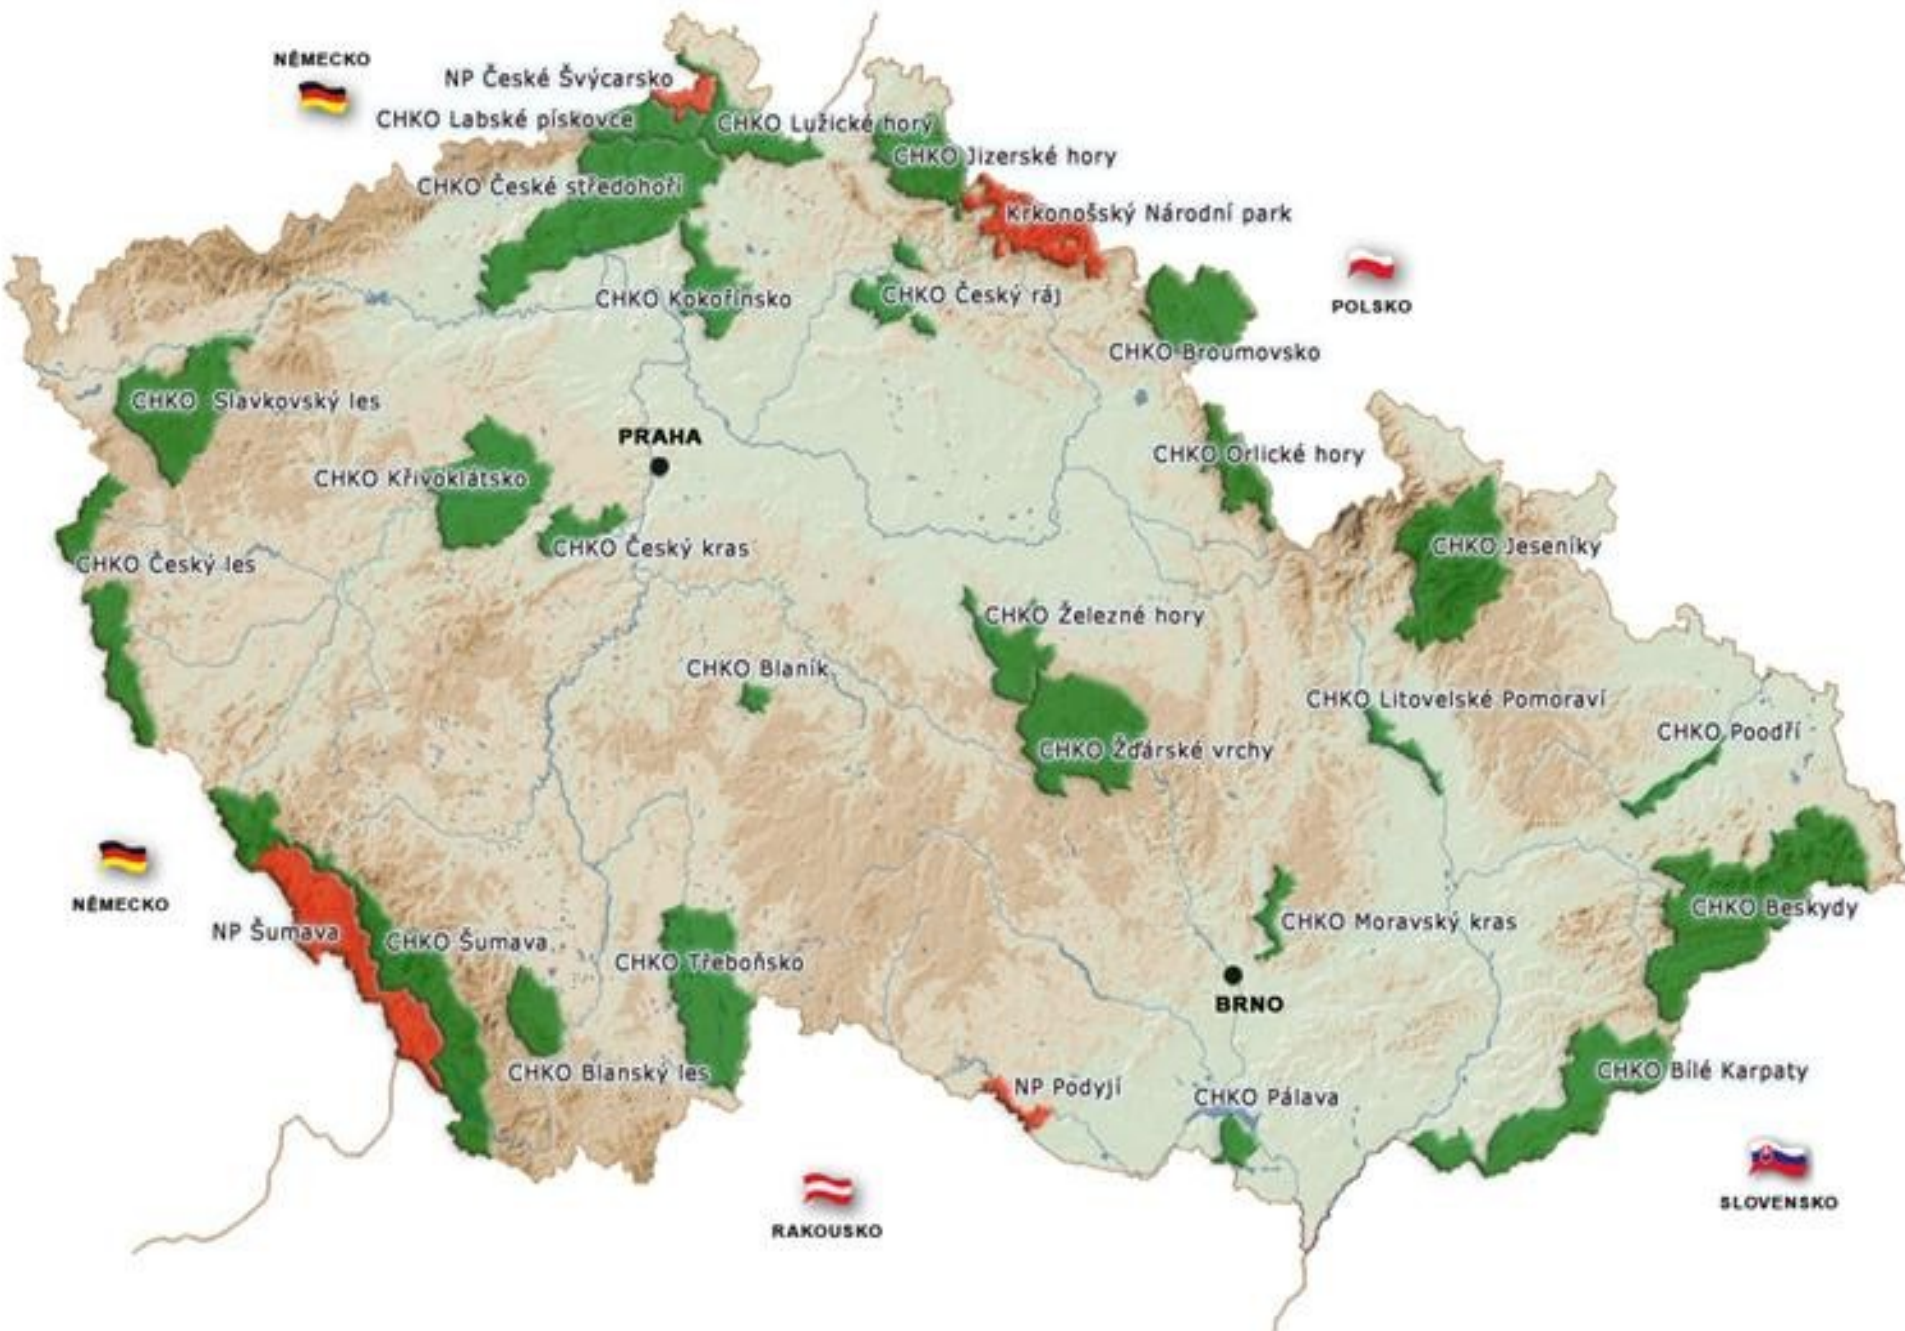 NĚMECKO
NP České Švýcarsko
CHKO Labské pískovce
CHKO Lužické hory
CHKO Jizerské hory
CHKO České středohoří
Krkonošský Národní park
POLSKO
CHKO Kokořínsko
CHKO Český ráj
CHKO Broumovsko
CHKO Slavkovský les
PRAHA
CHKO Křivoklátsko
CHKO Orlické hory
CHKO Český kras
CHKO Jeseníky
CHKO Český les
CHKO Železné hory
CHKO Blaník
CHKO Litovelské Pomoraví
CHKO Poodří
CHKO Žďárské vrchy
NĚMECKO
NP Šumava
CHKO Šumava
CHKO Třeboňsko
CHKO Moravský kras
CHKO Beskydy
BRNO
CHKO Blanský les
NP Podyjí
CHKO Pálava
CHKO Bílé Karpaty
RAKOUSKO
SLOVENSKO